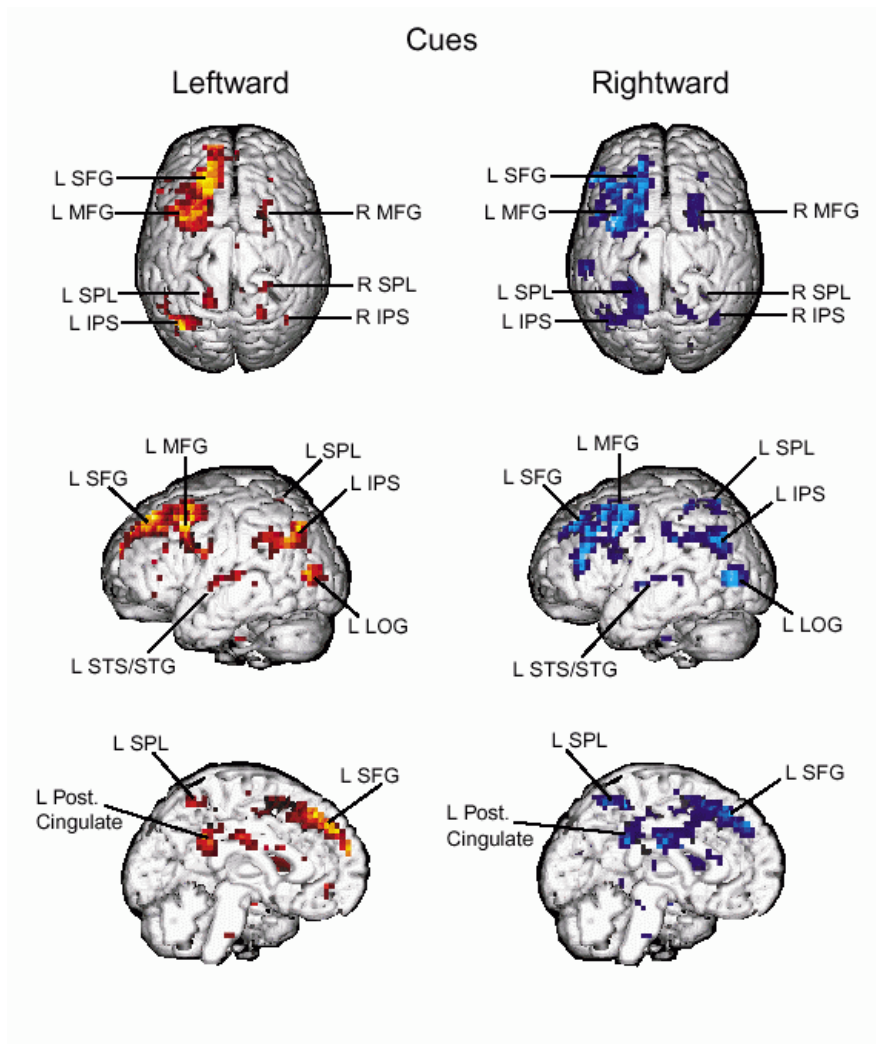 Cues
Leftward
Rightward
L SFG
L MFG
R MFG
L SPL
R SPL
L IPS
R IPS
L SFG
L MFG
R MFG
L SPL
R SPL
L IPS
R IPS
L MFG
L SPL
L SFG
L IPS
L LOG
L STS/STG
L MFG
L SPL
L SFG
L IPS
L LOG
L STS/STG
L SPL
L SFG
L Post.
Cingulate
L SPL
L SFG
L Post.
Cingulate